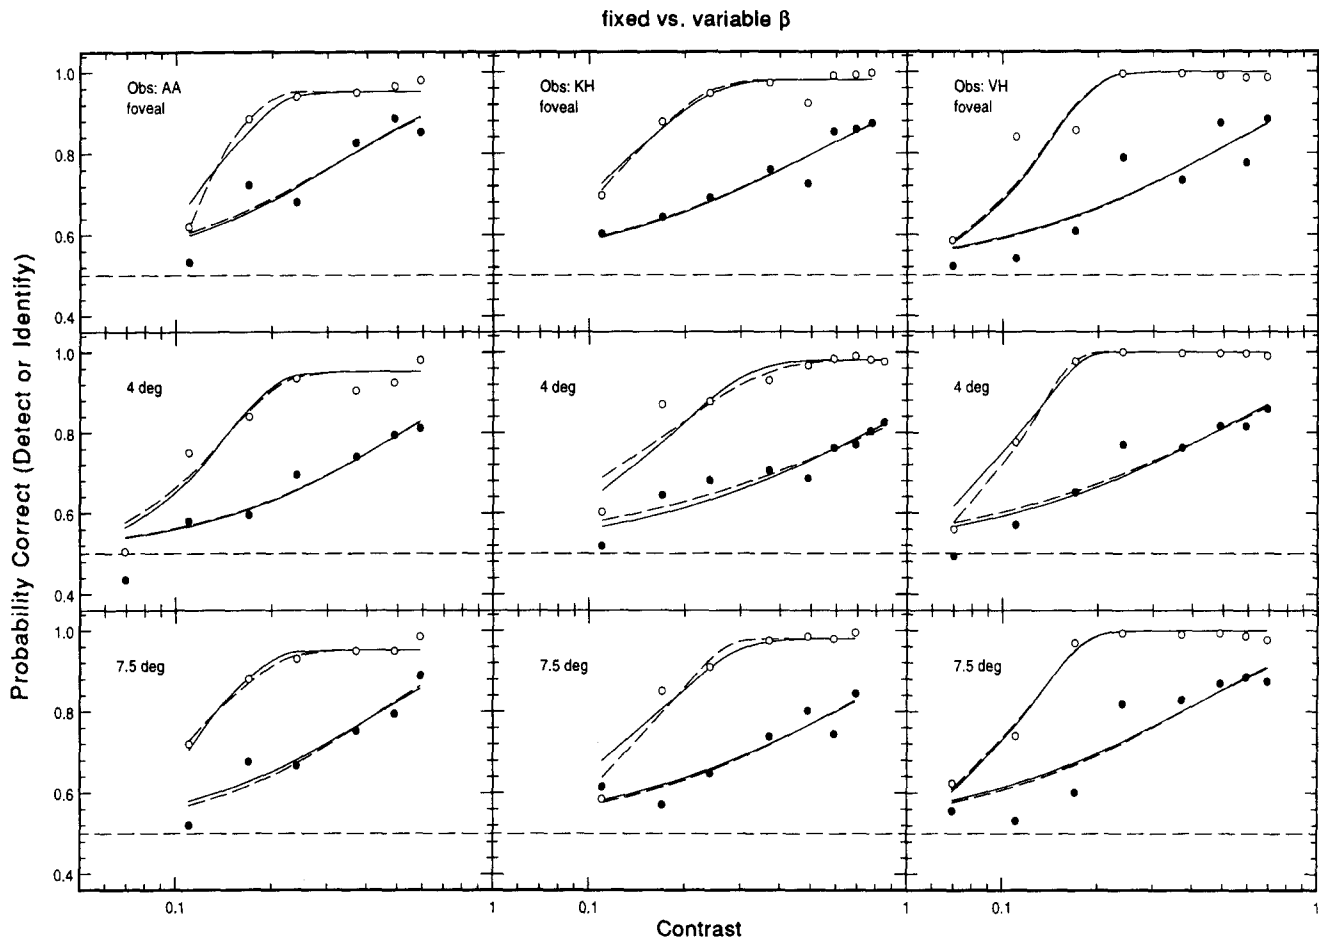 fixed vs. variable β
Probability Correct (Detect or Identify)
1.0
0.8
0.6
0.4
Obs: AA
foveal
Obs: KH
foveal
Obs: VH
foveal
1.0
0.8
0.6
0.4
4 deg
4 deg
4 deg
1.0
0.8
0.6
0.4
7.5 deg
7.5 deg
7.5 deg
0.1
1
0.1
1
0.1
1
Contrast